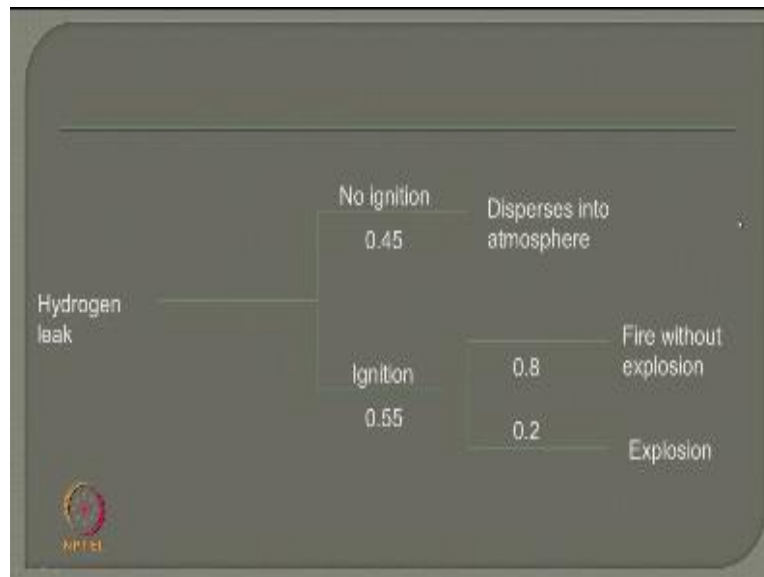 No ignition
0.45
Disperses into
atmosphere
Hydrogen
leak
Fire without
explosion
0.8
Ignition
0.55
0.2
Explosion
NPTEL